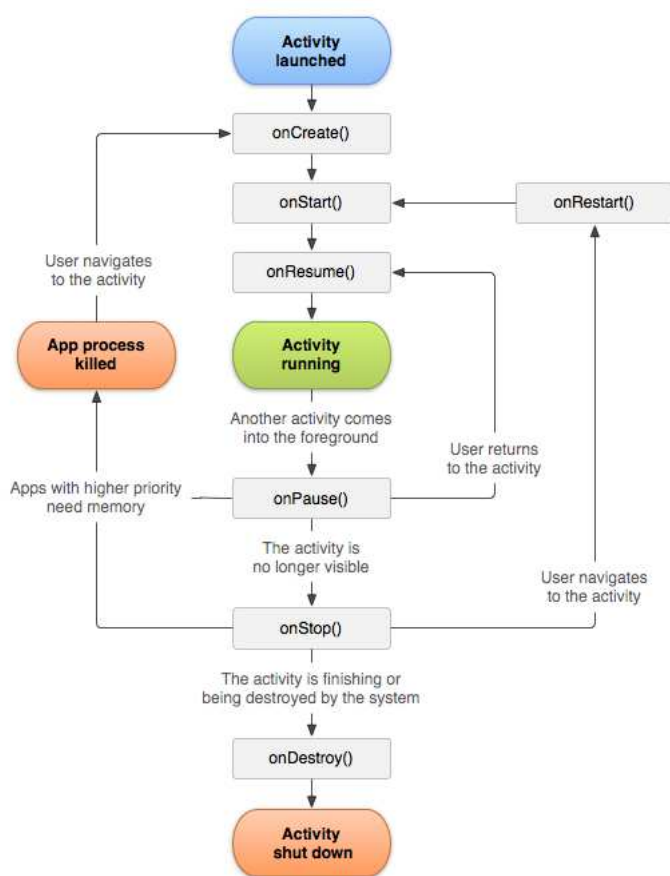 Activity
launched
onCreate()
onStart()
onRestart()
User navigates
to the activity
onResume()
App process
killed
Activity
running
Another activity comes
into the foreground
User returns
to the activity
Apps with higher priority
need memory
onPause()
The activity is
no longer visible
User navigates
to the activity
onStop()
The activity is finishing or
being destroyed by the system
onDestroy()
Activity
shut down